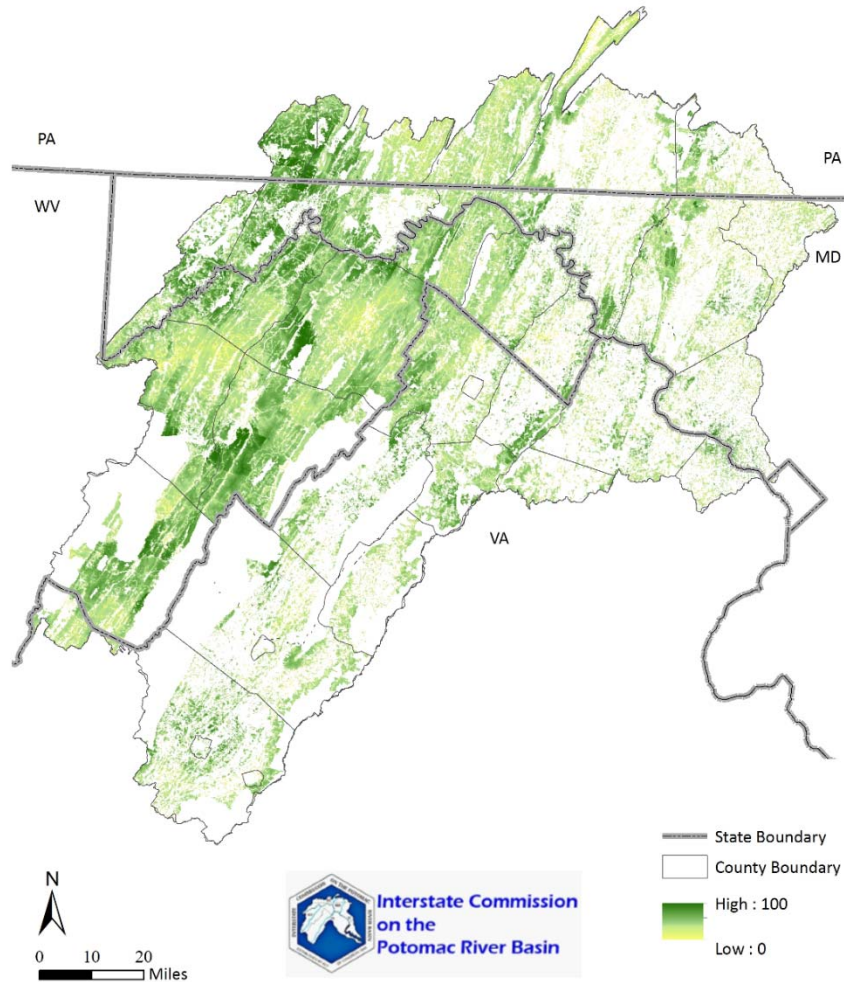 PA
PA
WV
MD
VA
State Boundary
County Boundary
High : 100
Low : 0
N
0 10 20
Miles
Interstate Commission
on the
Potomac River Basin